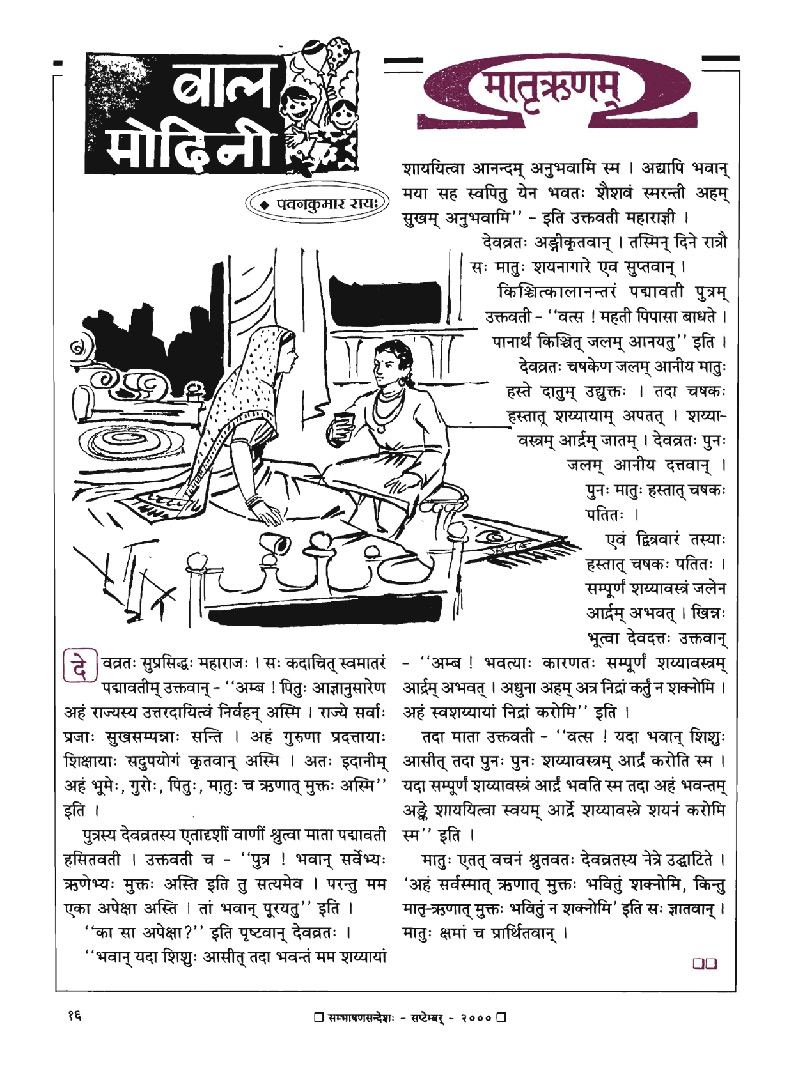 बाल
मोदिनी
मातृऋणम्
◆ पवनकुमार रायः
देवव्रतः सुप्रसिद्धः महाराजः । सः कदाचित् स्वमातरं
पद्मावतीम् उक्तवान् - "अम्ब ! पितुः आज्ञानुसारेण
अहं राज्यस्य उत्तरदायित्वं निर्वहन् अस्मि । राज्ये सर्वाः
प्रजाः सुखसम्पन्नाः सन्ति । अहं गुरुणा प्रदत्तायाः
शिक्षायाः सदुपयोगं कृतवान् अस्मि । अतः इदानीम्
अहं भूमेः, गुरोः, पितुः, मातुः च ऋणात् मुक्तः अस्मि"
इति ।
पुत्रस्य देवव्रतस्य एतादृशीं वाणीं श्रुत्वा माता पद्मावती
हसितवती । उक्तवती च - "पुत्र ! भवान् सर्वेभ्यः
ऋणेभ्यः मुक्तः अस्ति इति तु सत्यमेव । परन्तु मम
एका अपेक्षा अस्ति । तां भवान् पूरयतु" इति ।
"का सा अपेक्षा?" इति पृष्टवान् देवव्रतः ।
"भवान् यदा शिशुः आसीत् तदा भवन्तं मम शय्यायां
शाययित्वा आनन्दम् अनुभवामि स्म । अद्यापि भवान्
मया सह स्वपितु येन भवतः शैशवं स्मरन्ती अहम्
सुखम् अनुभवामि" - इति उक्तवती महाराज्ञी ।
देवव्रतः अङ्गीकृतवान् । तस्मिन् दिने रात्रौ
सः मातुः शयनागारे एव सुप्तवान् ।
किञ्चित्कालानन्तरं पद्मावती पुत्रम्
उक्तवती - "वत्स ! महती पिपासा बाधते ।
पानार्थं किञ्चित् जलम् आनयतु" इति ।
देवव्रतः चषकेण जलम् आनीय मातुः
हस्ते दातुम् उद्युक्तः । तदा चषकः
हस्तात् शय्यायाम् अपतत् । शय्या-
वस्त्रम् आर्द्रम् जातम् । देवव्रतः पुनः
जलम् आनीय दत्तवान् ।
पुनः मातुः हस्तात् चषकः
पतितः ।
एवं द्वित्रवारं तस्याः
हस्तात् चषकः पतितः ।
सम्पूर्णं शय्यावस्त्रं जलेन
आर्द्रम् अभवत् । खिन्नः
भूत्वा देवदत्तः उक्तवान्
- "अम्ब ! भवत्याः कारणतः सम्पूर्णं शय्यावस्त्रम्
आर्द्रम् अभवत् । अधुना अहम् अत्र निद्रां कर्तुं न शक्नोमि ।
अहं स्वशय्यायां निद्रां करोमि" इति ।
तदा माता उक्तवती - "वत्स ! यदा भवान् शिशुः
आसीत् तदा पुनः पुनः शय्यावस्त्रम् आर्द्रं करोति स्म ।
यदा सम्पूर्णं शय्यावस्त्रं आर्द्रं भवति स्म तदा अहं भवन्तम्
अङ्के शाययित्वा स्वयम् आर्द्रे शय्यावस्त्रे शयनं करोमि
स्म" इति ।
मातुः एतत् वचनं श्रुतवतः देवव्रतस्य नेत्रे उद्घाटिते ।
'अहं सर्वस्मात् ऋणात् मुक्तः भवितुं शक्नोमि, किन्तु
मातृ-ऋणात् मुक्तः भवितुं न शक्नोमि' इति सः ज्ञातवान् ।
मातुः क्षमां च प्रार्थितवान् ।
१६
सम्भाषणसन्देशः - सप्टेम्बर् - २०००